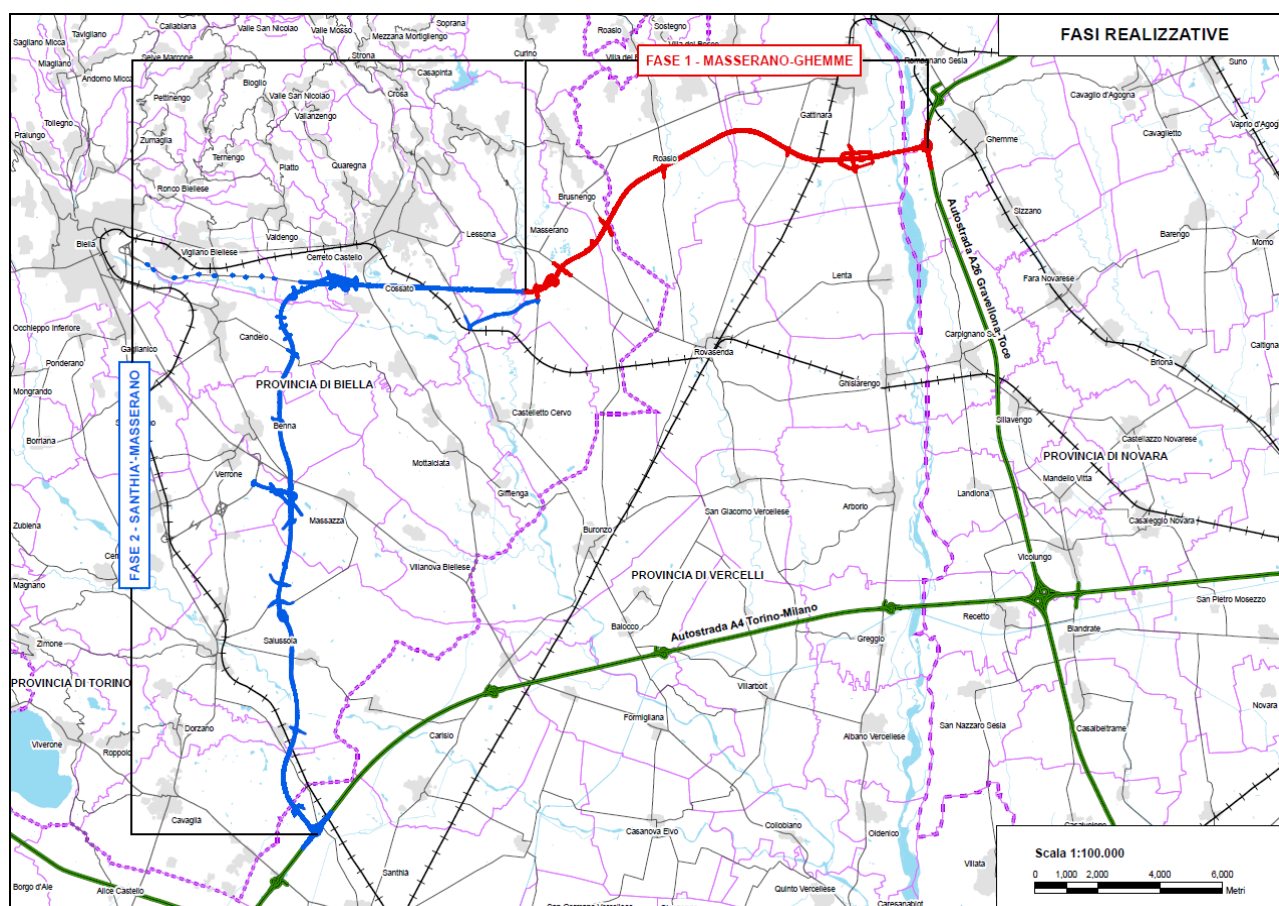 Tavigliano
Callabiana
Valle San Nicolao
Valle Mosso
Soprana
Mezzana Mortigliengo
Roasio
Sostegno
FASI REALIZZATIVE
Sagliano Micca
Miagliano
Selve Marcone
Strona
Curino
FASE 1 - MASSERANO-GHEMME
Romagnano Sesia
Suno
Andorno Micca
Bioglio
Casapinta
Pettinengo
Valle San Nicolao
Crosa
Cavaglio d'Agogna
Tollegno
Vallanzengo
Gattinara
Pralungo
Zumaglia
Ghemme
Cavaglietto
Vaprio d'Agog
Ternengo
Piatto
Quaregna
Roasio
Ronco Biellese
Brusnengo
Sizzano
Biella
Vigliano Biellese
Valdengo
Lessona
Masserano
Barengo
Momo
Cerreto Castello
Cossato
Lenta
Fara Novarese
Autostrada A26 Gravellona-Toce
Occhieppo Inferiore
Candelo
Gaglianico
Ponderano
Rovasenda
Carpignano S
Briona
Caltigna
Mongrando
PROVINCIA DI BIELLA
Ghislarengo
FASE 2 - SANTHIA'-MASSERANO
Castelletto Cervo
Borriana
Benna
Sillavengo
Castellazzo Novarese
Mottalciata
PROVINCIA DI NOVARA
Verrone
Mandello Vitta
Gifflenga
Landiona
Zubiena
Massazza
San Giacomo Vercellese
Arborio
Casaleggio Novara
Buronzo
Magnano
Villanova Biellese
PROVINCIA DI VERCELLI
Vicolungo
San Pietro Mosezzo
Balocco
Autostrada A4 Torino-Milano
Recetto
Biandrate
Zimone
Salussola
Greggio
PROVINCIA DI TORINO
Villarboit
Novara
Formigliana
San Nazzaro Sesia
Viverone
Roppolo
Dorzano
Carisio
Albano Vercellese
Casalbeltrame
Cavaglià
Casanova Elvo
Collobiano
Oldenico
Scala 1:100.000
Villata
0 1,000 2,000 4,000 6,000
Metri
Borgo d'Ale
Alice Castello
Santhià
Quinto Vercellese
Caresanablot